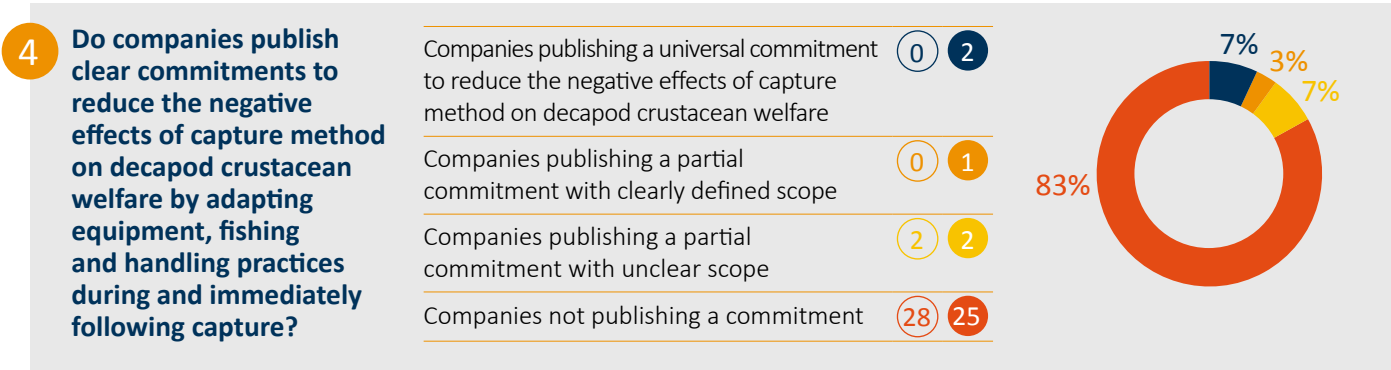 4
Do companies publish
clear commitments to
reduce the negative
effects of capture method
on decapod crustacean
welfare by adapting
equipment, fishing
and handling practices
during and immediately
following capture?
Companies publishing a universal commitment
to reduce the negative effects of capture
method on decapod crustacean welfare
0 2
Companies publishing a partial
commitment with clearly defined scope
0 1
Companies publishing a partial
commitment with unclear scope
2 2
Companies not publishing a commitment
28 25
7%
3%
7%
83%